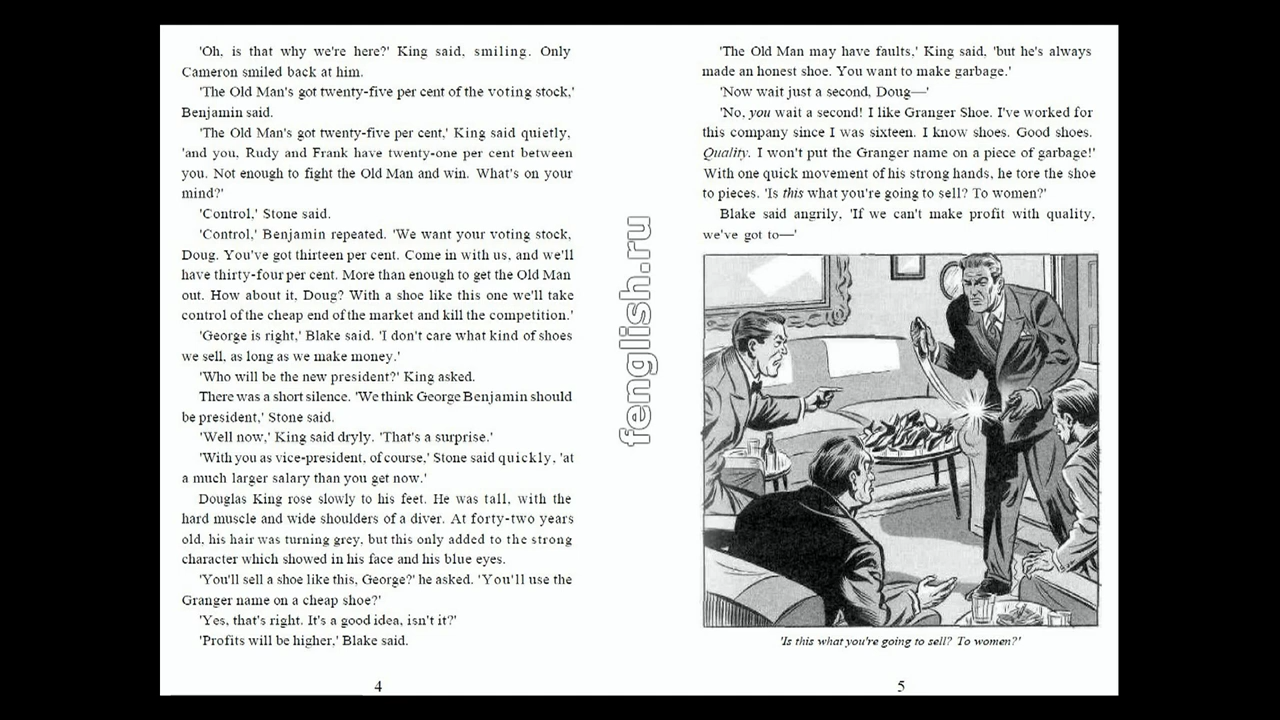 'Oh, is that why we're here?' King said, smiling. Only
Cameron smiled back at him.
'The Old Man's got twenty-five per cent of the voting stock,'
Benjamin said.
'The Old Man's got twenty-five per cent,' King said quietly,
'and you, Rudy and Frank have twenty-one per cent between
you. Not enough to fight the Old Man and win. What's on your
mind?'
'Control,' Stone said.
'Control,' Benjamin repeated. 'We want your voting stock,
Doug. You've got thirteen per cent. Come in with us, and we'll
have thirty-four per cent. More than enough to get the Old Man
out. How about it, Doug? With a shoe like this one we'll take
control of the cheap end of the market and kill the competition.'
'George is right,' Blake said. 'I don't care what kind of shoes
we sell, as long as we make money.'
'Who will be the new president?' King asked.
There was a short silence. 'We think George Benjamin should
be president,' Stone said.
'Well now,' King said dryly. 'That's a surprise.'
'With you as vice-president, of course,' Stone said quickly, 'at
a much larger salary than you get now.'
Douglas King rose slowly to his feet. He was tall, with the
hard muscle and wide shoulders of a diver. At forty-two years
old, his hair was turning grey, but this only added to the strong
character which showed in his face and his blue eyes.
'You'll sell a shoe like this, George?' he asked. 'You'll use the
Granger name on a cheap shoe?'
'Yes, that's right. It's a good idea, isn't it?'
'Profits will be higher,' Blake said.
4
fenglish.ru
'The Old Man may have faults,' King said, 'but he's always
made an honest shoe. You want to make garbage.'
'Now wait just a second, Doug—'
'No, you wait a second! I like Granger Shoe. I've worked for
this company since I was sixteen. I know shoes. Good shoes.
Quality. I won't put the Granger name on a piece of garbage!'
With one quick movement of his strong hands, he tore the shoe
to pieces. 'Is this what you're going to sell? To women?'
Blake said angrily, 'If we can't make profit with quality,
we've got to—'
'Is this what you're going to sell? To women?'
5